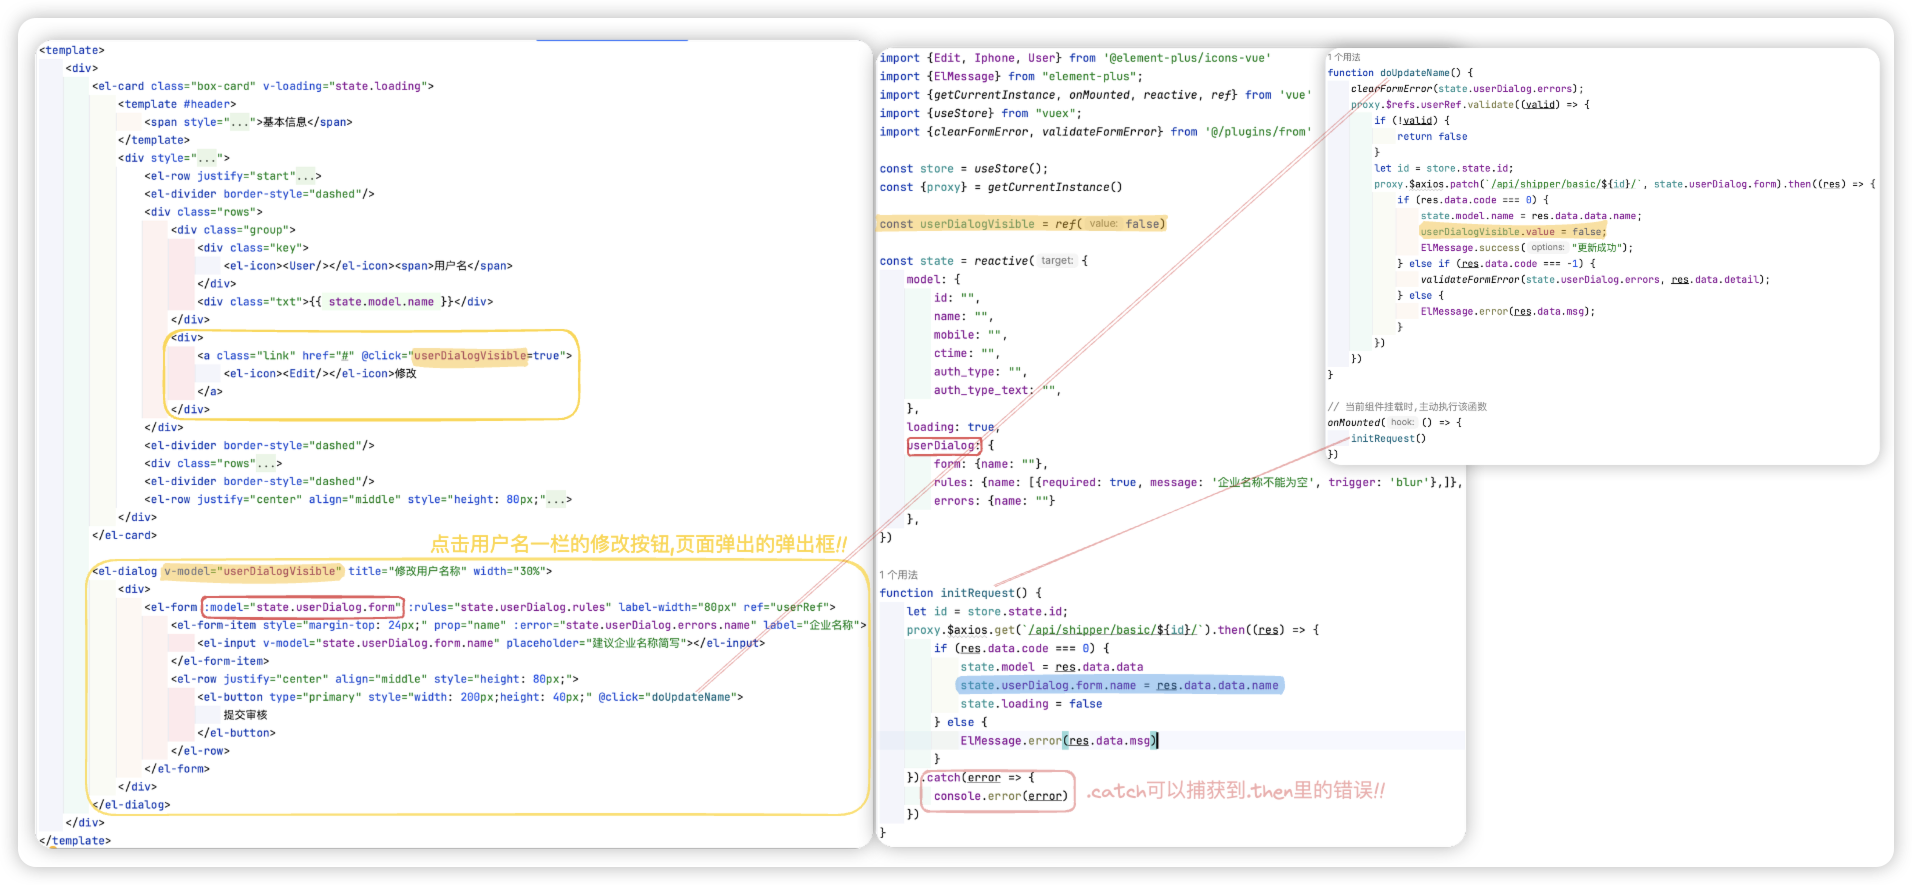 <template>
<div>
<el-card class="box-card" v-loading="state.loading">
<template #header>
<span style="...">基本信息</span>
</template>
<div style="...">
<el-row justify="start"...>
<el-divider border-style="dashed"/>
<div class="rows">
<div class="group">
<div class="key">
<el-icon><User/></el-icon><span>用户名</span>
</div>
<div class="txt">{{ state.model.name }}</div>
</div>
<div>
<a class="link" href="#" @click="userDialogVisible=true">
<el-icon><Edit/></el-icon>修改
</a>
</div>
</div>
<el-divider border-style="dashed"/>
<div class="rows"...>
<el-divider border-style="dashed"/>
<el-row justify="center" align="middle" style="height: 80px;"...>
</div>
</el-card>
点击用户名一栏的修改按钮,页面弹出的弹出框!!
<el-dialog v-model="userDialogVisible" title="修改用户名称" width="30%">
<div>
<el-form :model="state.userDialog.form" :rules="state.userDialog.rules" label-width="80px" ref="userRef">
<el-form-item style="margin-top: 24px;" prop="name" :error="state.userDialog.errors.name" label="企业名称">
<el-input v-model="state.userDialog.form.name" placeholder="建议企业名称简写"></el-input>
</el-form-item>
<el-row justify="center" align="middle" style="height: 80px;">
<el-button type="primary" style="width: 200px;height: 40px;" @click="doUpdateName">
提交审核
</el-button>
</el-row>
</el-form>
</div>
</el-dialog>
</div>
</template>
import {Edit, Iphone, User} from '@element-plus/icons-vue'
import {ElMessage} from "element-plus";
import {getCurrentInstance, onMounted, reactive, ref} from 'vue'
import {useStore} from "vuex";
import {clearFormError, validateFormError} from '@/plugins/from'
const store = useStore();
const {proxy} = getCurrentInstance()
const userDialogVisible = ref( value: false)
const state = reactive( target: {
model: {
id: "",
name: "",
mobile: "",
ctime: "",
auth_type: "",
auth_type_text: "",
},
loading: true,
userDialog: {
form: {name: ""},
rules: {name: [{required: true, message: '企业名称不能为空', trigger: 'blur'},]},
errors: {name: ""}
},
})
1 个用法
function initRequest() {
let id = store.state.id;
proxy.$axios.get(`/api/shipper/basic/${id}/`).then((res) => {
if (res.data.code === 0) {
state.model = res.data.data
state.userDialog.form.name = res.data.data.name
state.loading = false
} else {
ElMessage.error(res.data.msg)
}
}).catch(error => {
console.error(error)
})
}
.catch可以捕获到.then里的错误!!
1 个用法
function doUpdateName() {
clearFormError(state.userDialog.errors);
proxy.$refs.userRef.validate((valid) => {
if (!valid) {
return false
}
let id = store.state.id;
proxy.$axios.patch(`/api/shipper/basic/${id}/`, state.userDialog.form).then((res) => {
if (res.data.code === 0) {
state.model.name = res.data.data.name;
userDialogVisible.value = false;
ElMessage.success( options: "更新成功");
} else if (res.data.code === -1) {
validateFormError(state.userDialog.errors, res.data.detail);
} else {
ElMessage.error(res.data.msg);
}
})
})
}
// 当前组件挂载时,主动执行该函数
onMounted( hook: () => {
initRequest()
})